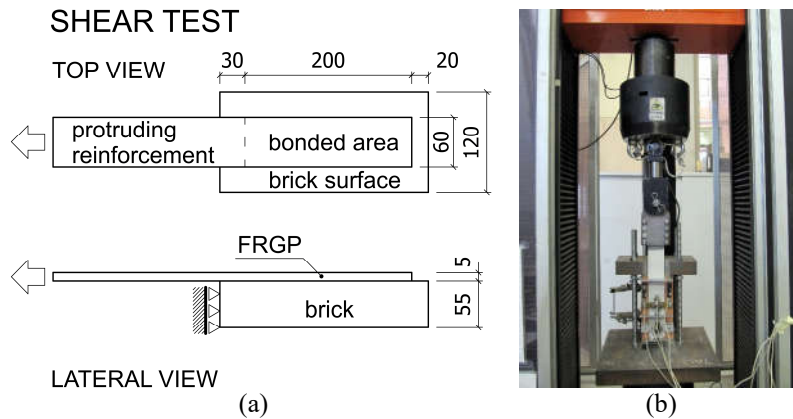 SHEAR TEST
TOP VIEW
30
200
20
protruding
reinforcement
bonded area
60
120
brick surface
FRGP
5
brick
55
LATERAL VIEW
(a)
(b)